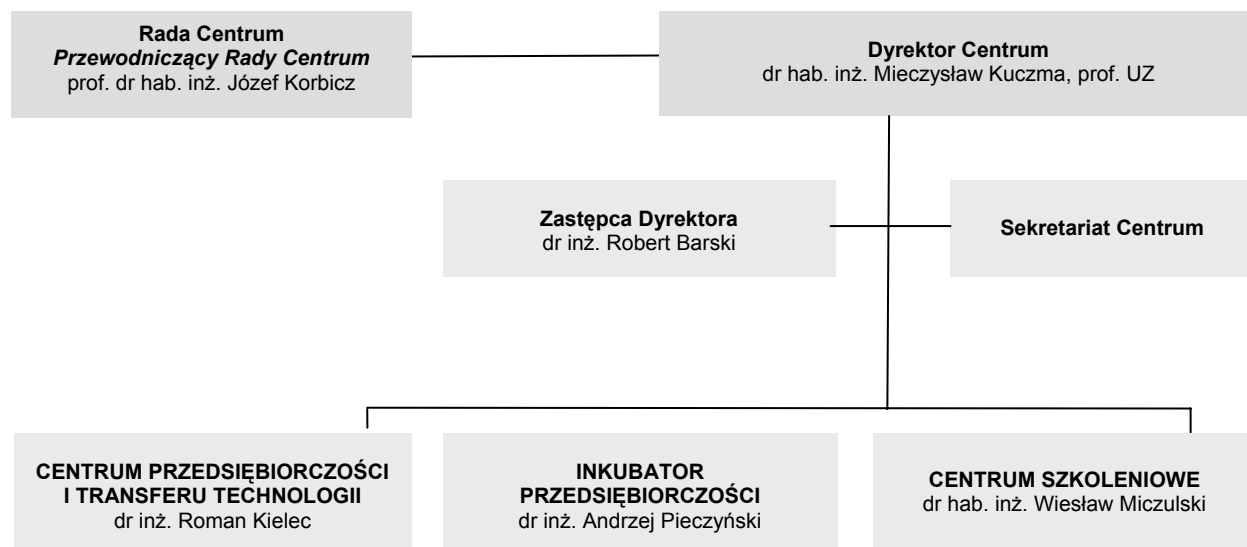 Rada Centrum
Przewodniczący Rady Centrum
prof. dr hab. inż. Józef Korbicz
Dyrektor Centrum
dr hab. inż. Mieczysław Kuczma, prof. UZ
Zastępca Dyrektora
dr inż. Robert Barski
Sekretariat Centrum
CENTRUM PRZEDSIĘBIORCZOŚCI
I TRANSFERU TECHNOLOGII
dr inż. Roman Kielec
INKUBATOR
PRZEDSIĘBIORCZOŚCI
dr inż. Andrzej Pieczyński
CENTRUM SZKOLENIOWE
dr hab. inż. Wiesław Miczulski